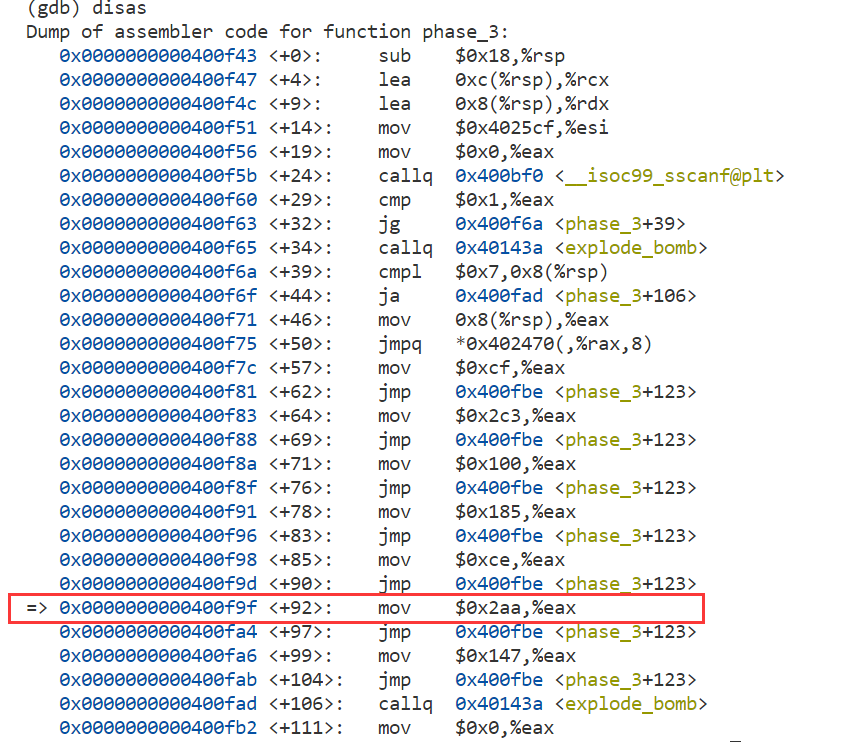 (gdb) disas
Dump of assembler code for function phase_3:
0x0000000000400f43 <+0>: sub $0x18,%rsp
0x0000000000400f47 <+4>: lea 0xc(%rsp),%rcx
0x0000000000400f4c <+9>: lea 0x8(%rsp),%rdx
0x0000000000400f51 <+14>: mov $0x4025cf,%esi
0x0000000000400f56 <+19>: mov $0x0,%eax
0x0000000000400f5b <+24>: callq 0x400bf0 <__isoc99_sscanf@plt>
0x0000000000400f60 <+29>: cmp $0x1,%eax
0x0000000000400f63 <+32>: jg 0x400f6a <phase_3+39>
0x0000000000400f65 <+34>: callq 0x40143a <explode_bomb>
0x0000000000400f6a <+39>: cmpl $0x7,0x8(%rsp)
0x0000000000400f6f <+44>: ja 0x400fad <phase_3+106>
0x0000000000400f71 <+46>: mov 0x8(%rsp),%eax
0x0000000000400f75 <+50>: jmpq *0x402470(,%rax,8)
0x0000000000400f7c <+57>: mov $0xcf,%eax
0x0000000000400f81 <+62>: jmp 0x400fbe <phase_3+123>
0x0000000000400f83 <+64>: mov $0x2c3,%eax
0x0000000000400f88 <+69>: jmp 0x400fbe <phase_3+123>
0x0000000000400f8a <+71>: mov $0x100,%eax
0x0000000000400f8f <+76>: jmp 0x400fbe <phase_3+123>
0x0000000000400f91 <+78>: mov $0x185,%eax
0x0000000000400f96 <+83>: jmp 0x400fbe <phase_3+123>
0x0000000000400f98 <+85>: mov $0xce,%eax
0x0000000000400f9d <+90>: jmp 0x400fbe <phase_3+123>
=> 0x0000000000400f9f <+92>: mov $0x2aa,%eax
0x0000000000400fa4 <+97>: jmp 0x400fbe <phase_3+123>
0x0000000000400fa6 <+99>: mov $0x147,%eax
0x0000000000400fab <+104>: jmp 0x400fbe <phase_3+123>
0x0000000000400fad <+106>: callq 0x40143a <explode_bomb>
0x0000000000400fb2 <+111>: mov $0x0,%eax